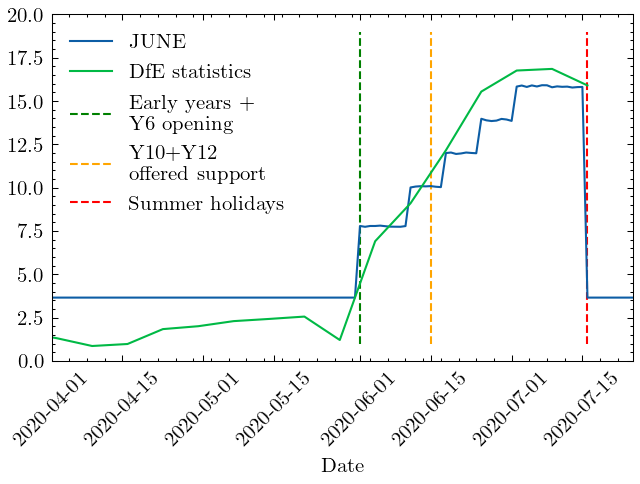 20.0
17.5
15.0
12.5
10.0
7.5
5.0
2.5
0.0
JUNE
DfE statistics
Early years +
Y6 opening
Y10+Y12
offered support
Summer holidays
2020-04-01
2020-04-15
2020-05-01
2020-05-15
2020-06-01
2020-06-15
2020-07-01
2020-07-15
Date